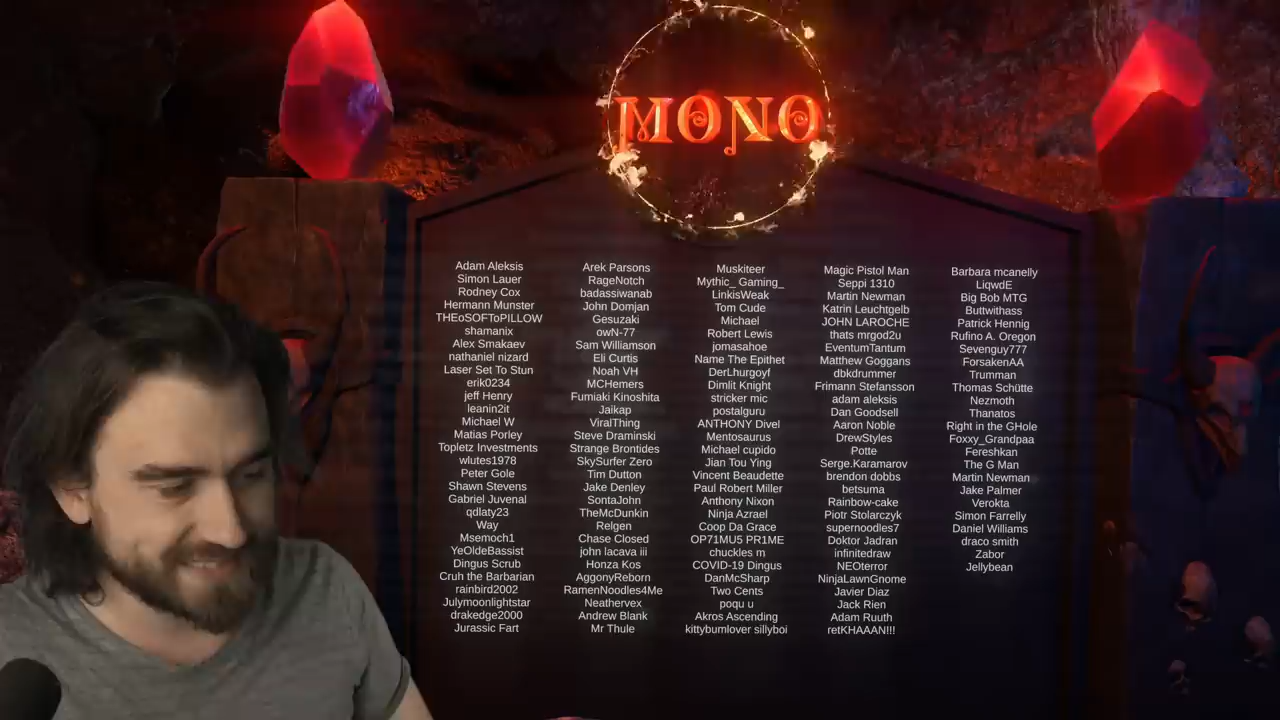 MONO
Adam Aleksis
Simon Lauer
Rodney Cox
Hermann Munster
THEoSOFToPILLOW
shamanix
Alex Smakaev
nathaniel nizard
Laser Set To Stun
erik0234
jeff Henry
leanin2it
Michael W
Matias Porley
Topletz Investments
wlutes1978
Peter Gole
Shawn Stevens
Gabriel Juvenal
qdlaty23
Way
Msemoch1
YeOldeBassist
Dingus Scrub
Cruh the Barbarian
rainbird2002
Julymoonlightstar
drakedge2000
Jurassic Fart
Arek Parsons
RageNotch
badassiwanab
John Domjan
Gesuzaki
owN-77
Sam Williamson
Eli Curtis
Noah VH
MCHemers
Fumiaki Kinoshita
Jaikap
ViralThing
Steve Draminski
Strange Brontides
SkySurfer Zero
Tim Dutton
Jake Denley
SontaJohn
TheMcDunkin
Relgen
Chase Closed
john lacava iii
Honza Kos
AggonyReborn
RamenNoodles4Me
Neathervex
Andrew Blank
Mr Thule
Muskiteer
Mythic_ Gaming_
LinkisWeak
Tom Cude
Michael
Robert Lewis
jomasahoe
Name The Epithet
DerLhurgoyf
Dimlit Knight
stricker mic
postalguru
ANTHONY Divel
Mentosaurus
Michael cupido
Jian Tou Ying
Vincent Beaudette
Paul Robert Miller
Anthony Nixon
Ninja Azrael
Coop Da Grace
OP71MU5 PR1ME
chuckles m
COVID-19 Dingus
DanMcSharp
Two Cents
poqu u
Akros Ascending
kittybumlover sillyboi
Magic Pistol Man
Seppi 1310
Martin Newman
Katrin Leuchtgelb
JOHN LAROCHE
thats mrgod2u
EventumTantum
Matthew Goggans
dbkdrummer
Frimann Stefansson
adam aleksis
Dan Goodsell
Aaron Noble
DrewStyles
Potte
Serge.Karamarov
brendon dobbs
betsuma
Rainbow-cake.
Piotr Stolarczyk
supernoodles7
Doktor Jadran
infinitedraw
NEOterror
NinjaLawnGnome
Javier Diaz
Jack Rien
Adam Ruuth
retKHAAAN!!!
Barbara mcanelly
LiqwdE
Big Bob MTG
Buttwithass
Patrick Hennig
Rufino A. Oregon
Sevenguy777
ForsakenAA
Trumman
Thomas Schütte
Nezmoth
Thanatos
Right in the GHole
Foxxy_Grandpaa
Fereshkan
The G Man
Martin Newman
Jake Palmer
Verokta
Simon Farrelly
Daniel Williams
draco smith
Zabor
Jellybean